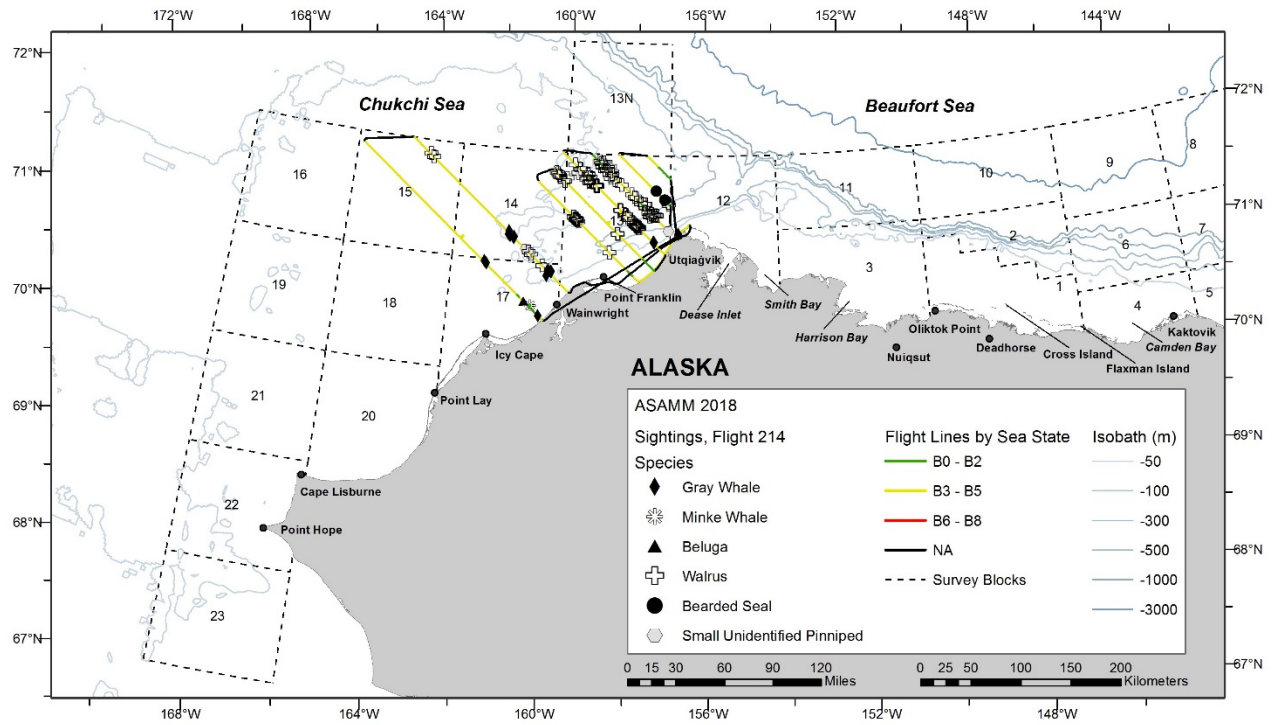 172°W 168°W 164°W 160°W 156°W 152°W 148°W 144°W
72°N 72°N
71°N 71°N
70°N 70°N
69°N 69°N
68°N 68°N
67°N 67°N
168°W 164°W 160°W 156°W 152°W 148°W
Chukchi Sea
Beaufort Sea
13N
16
15
14
12
11
10
9
8
7
6
2
3
1
4
5
19
18
17
21
20
22
23
Utqiaġvik
Point Franklin
Wainwright
Icy Cape
Point Lay
Cape Lisburne
Point Hope
Dease Inlet
Smith Bay
Harrison Bay
Oliktok Point
Nuiqsut
Deadhorse
Cross Island
Flaxman Island
Camden Bay
Kaktovik
ALASKA
ASAMM 2018
Sightings, Flight 214
Species
Gray Whale
Minke Whale
Beluga
Walrus
Bearded Seal
Small Unidentified Pinniped
Flight Lines by Sea State
B0 - B2
B3 - B5
B6 - B8
NA
Survey Blocks
Isobath (m)
-50
-100
-300
-500
-1000
-3000
0 15 30 60 90 120
Miles
0 25 50 100 150 200
Kilometers